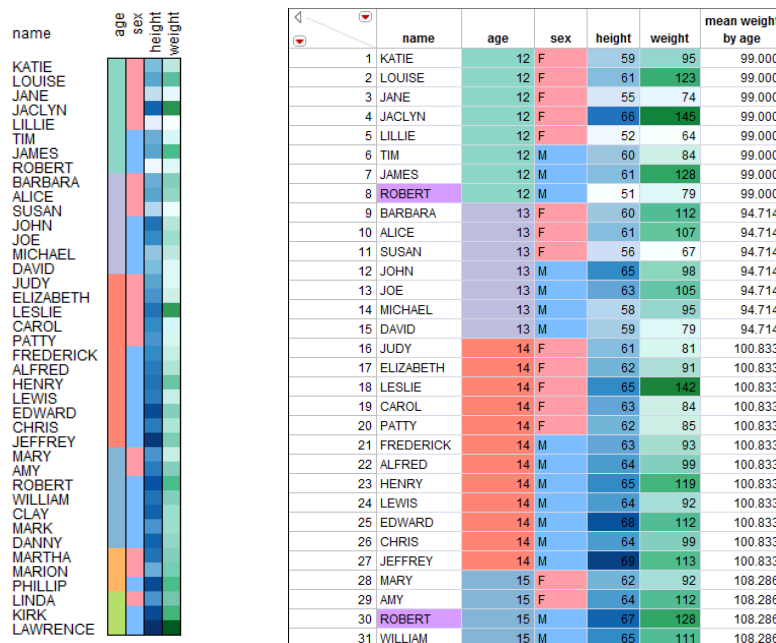 name age sex height weight
KATIE
LOUISE
JANE
JACLYN
LILLIE
TIM
JAMES
ROBERT
BARBARA
ALICE
SUSAN
JOHN
JOE
MICHAEL
DAVID
JUDY
ELIZABETH
LESLIE
CAROL
PATTY
FREDERICK
ALFRED
HENRY
LEWIS
EDWARD
CHRIS
JEFFREY
MARY
AMY
ROBERT
WILLIAM
CLAY
MARK
DANNY
MARTHA
MARION
PHILLIP
LINDA
KIRK
LAWRENCE
name age sex height weight mean weight by age
1 KATIE 12 F 59 95 99.000
2 LOUISE 12 F 61 123 99.000
3 JANE 12 F 55 74 99.000
4 JACLYN 12 F 66 145 99.000
5 LILLIE 12 F 52 64 99.000
6 TIM 12 M 60 84 99.000
7 JAMES 12 M 61 128 99.000
8 ROBERT 12 M 51 79 99.000
9 BARBARA 13 F 60 112 94.714
10 ALICE 13 F 61 107 94.714
11 SUSAN 13 F 56 67 94.714
12 JOHN 13 M 65 98 94.714
13 JOE 13 M 63 105 94.714
14 MICHAEL 13 M 58 95 94.714
15 DAVID 13 M 59 79 94.714
16 JUDY 14 F 61 81 100.833
17 ELIZABETH 14 F 62 91 100.833
18 LESLIE 14 F 65 142 100.833
19 CAROL 14 F 63 84 100.833
20 PATTY 14 F 62 85 100.833
21 FREDERICK 14 M 63 93 100.833
22 ALFRED 14 M 64 99 100.833
23 HENRY 14 M 65 119 100.833
24 LEWIS 14 M 64 92 100.833
25 EDWARD 14 M 68 112 100.833
26 CHRIS 14 M 64 99 100.833
27 JEFFREY 14 M 69 113 100.833
28 MARY 15 F 62 92 108.286
29 AMY 15 F 64 112 108.286
30 ROBERT 15 M 67 128 108.286
31 WILLIAM 15 M 65 111 108.286